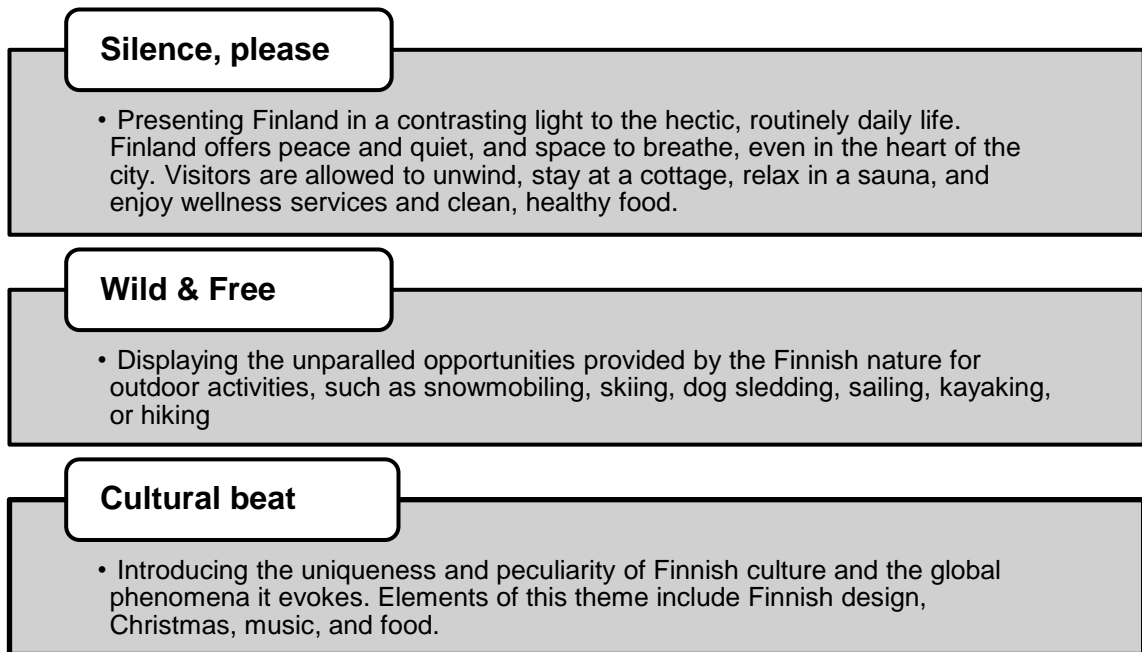 Silence, please
• Presenting Finland in a contrasting light to the hectic, routinely daily life.
Finland offers peace and quiet, and space to breathe, even in the heart of the
city. Visitors are allowed to unwind, stay at a cottage, relax in a sauna, and
enjoy wellness services and clean, healthy food.
Wild & Free
• Displaying the unparalled opportunities provided by the Finnish nature for
outdoor activities, such as snowmobiling, skiing, dog sledding, sailing, kayaking,
or hiking
Cultural beat
• Introducing the uniqueness and peculiarity of Finnish culture and the global
phenomena it evokes. Elements of this theme include Finnish design,
Christmas, music, and food.